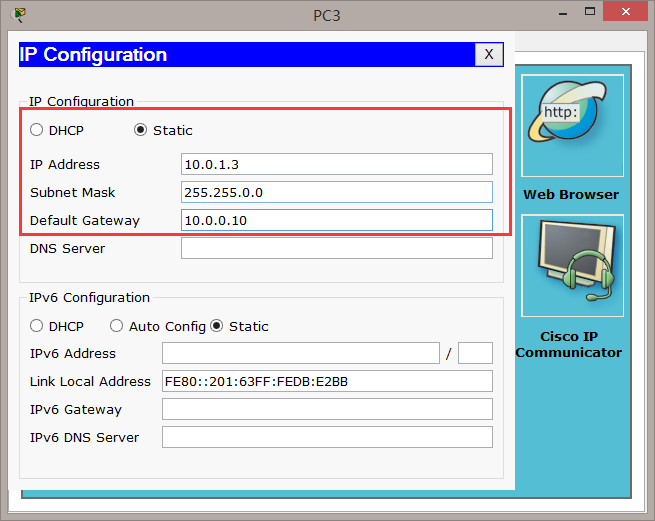 PC3
IP Configuration
X
IP Configuration
DHCP
Static
IP Address
10.0.1.3
Subnet Mask
255.255.0.0
Default Gateway
10.0.0.10
DNS Server
IPv6 Configuration
DHCP
Auto Config
Static
IPv6 Address
/
Link Local Address
FE80::201:63FF:FEDB:E2BB
IPv6 Gateway
IPv6 DNS Server
http:
Web Browser
Cisco IP
Communicator